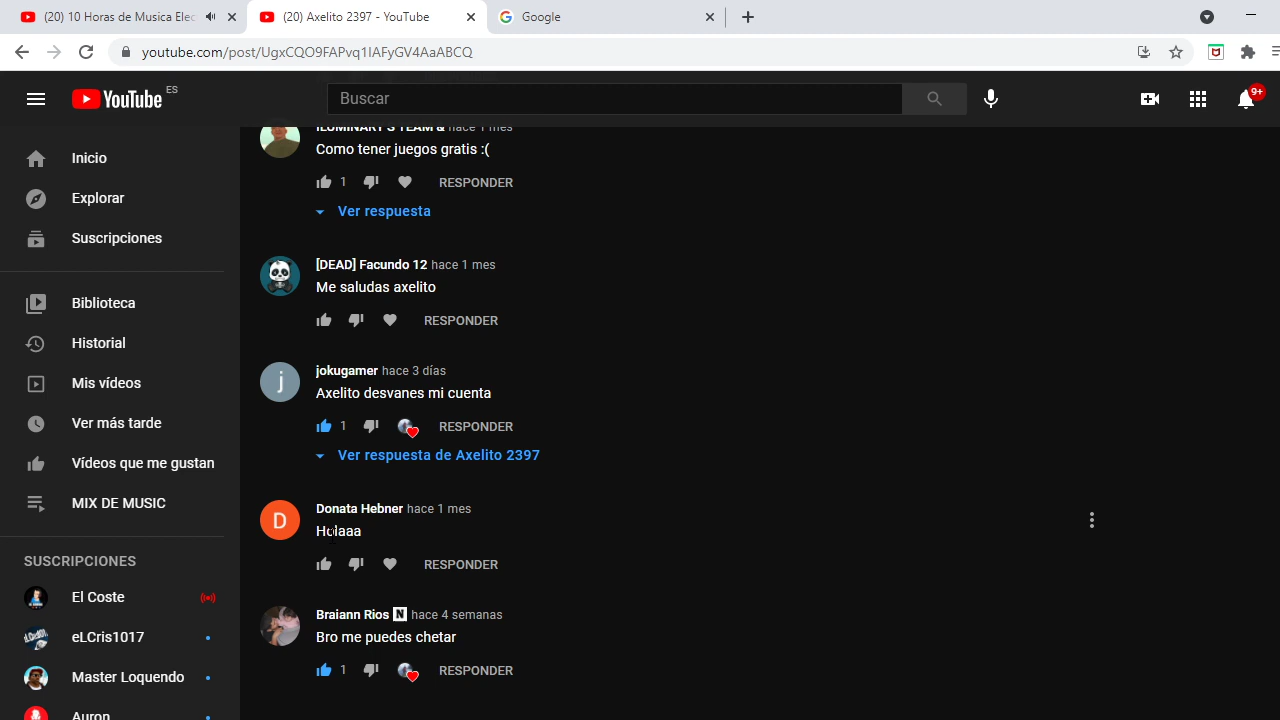 (20) 10 Horas de Musica Elec
(20) Axelito 2397 - YouTube
Google
youtube.com/post/UgxCQO9FAPvq1IAFyGV4AaABCQ
YouTube ES
Buscar
9+
Inicio
Explorar
Suscripciones
Biblioteca
Historial
Mis vídeos
Ver más tarde
Vídeos que me gustan
MIX DE MUSIC
SUSCRIPCIONES
El Coste
eLCris1017
Master Loquendo
Auron
ILUMINARY'S TEAM & hace 1 mes
Como tener juegos gratis :(
1 RESPONDER
Ver respuesta
[DEAD] Facundo 12 hace 1 mes
Me saludas axelito
RESPONDER
j
jokugamer hace 3 días
Axelito desvanes mi cuenta
1 RESPONDER
Ver respuesta de Axelito 2397
D
Donata Hebner hace 1 mes
Holaaa
RESPONDER
Braiann Rios N hace 4 semanas
Bro me puedes chetar
1 RESPONDER